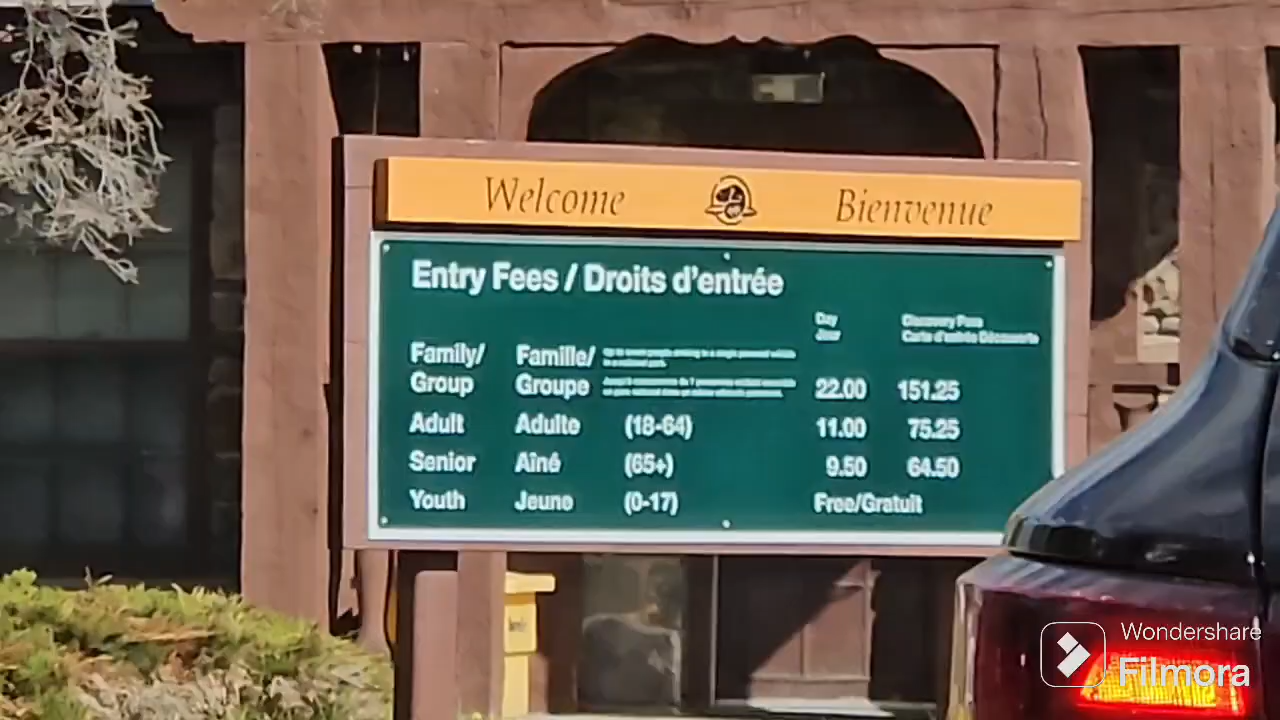 Welcome Bienvenue
Entry Fees / Droits d'entrée
Day Discovery Pass
Jour Carte d'entrée Découverte
Family/ Famille/
Group Groupe 22.00 151.25
Adult Adulte (18-64) 11.00 75.25
Senior Aîné (65+) 9.50 64.50
Youth Jeune (0-17) Free/Gratuit
Wondershare
Filmora